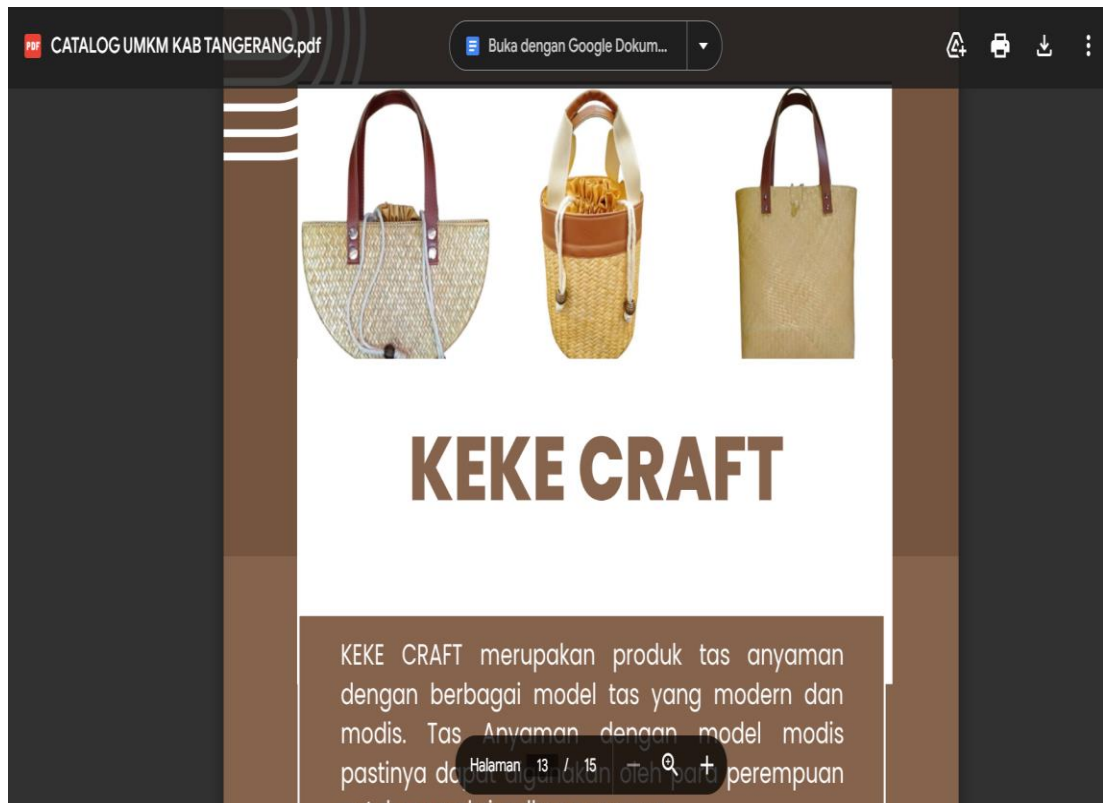 CATALOG UMKM KAB TANGERANG.pdf
Buka dengan Google Dokum...
KEKE CRAFT
KEKE CRAFT merupakan produk tas anyaman
dengan berbagai model tas yang modern dan
modis. Tas Anyaman dengan model modis
pastinya dapat digunakan oleh para perempuan
Halaman 13 / 15